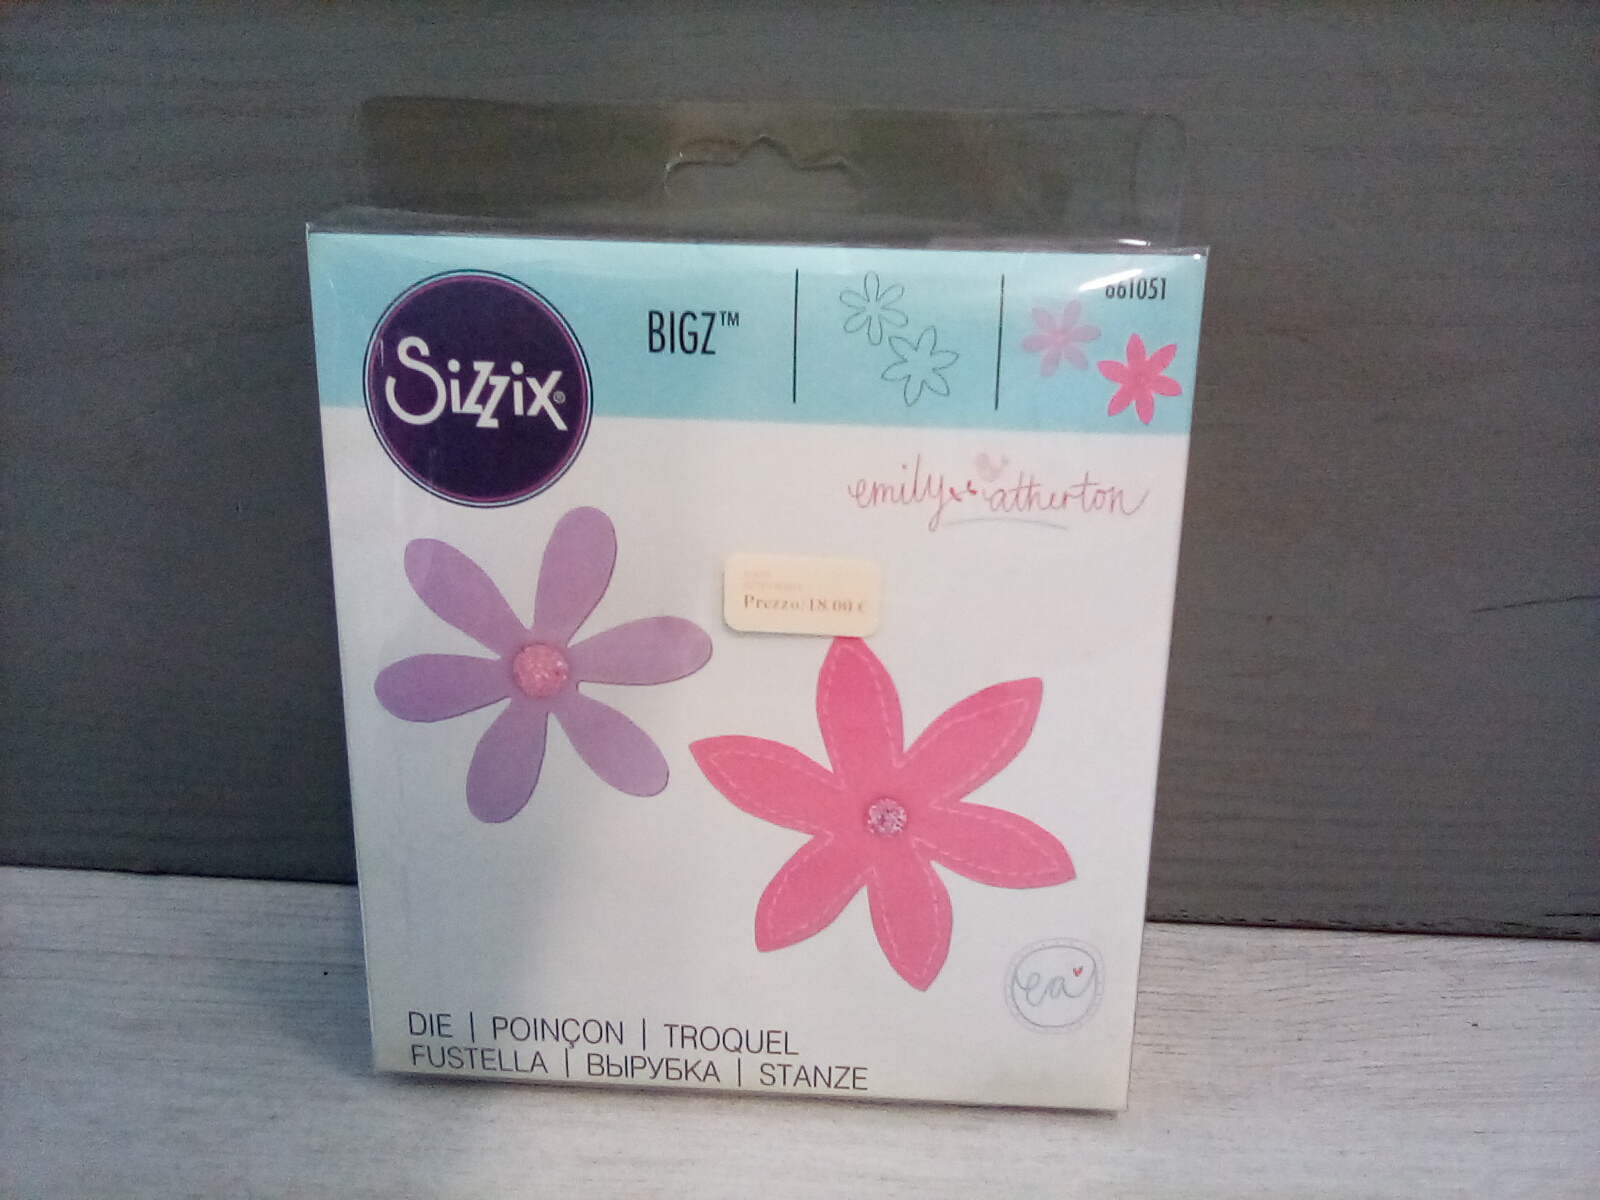 Sizzix®
BIGZ™
661051
emily atherton
Prezzo: 18.00 €
ea
DIE | POINÇON | TROQUEL
FUSTELLA | ВЫРУБКА | STANZE